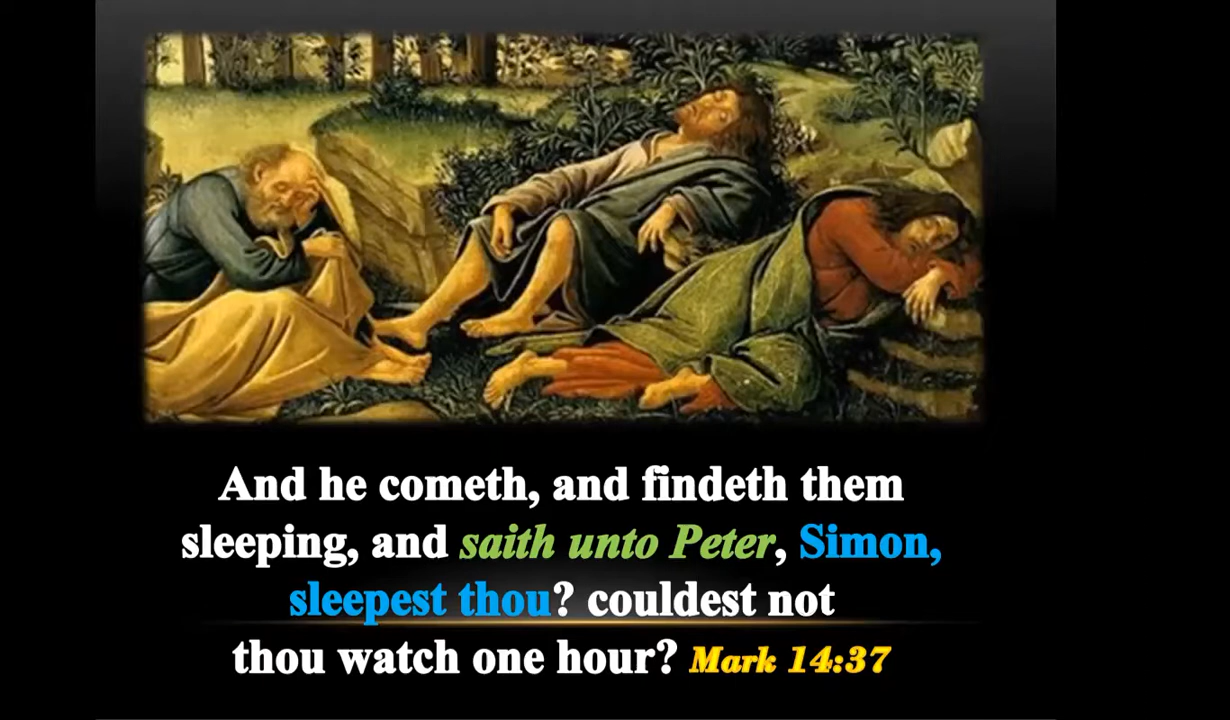 And he cometh, and findeth them
sleeping, and saith unto Peter, Simon,
sleepest thou? couldest not
thou watch one hour? Mark 14:37